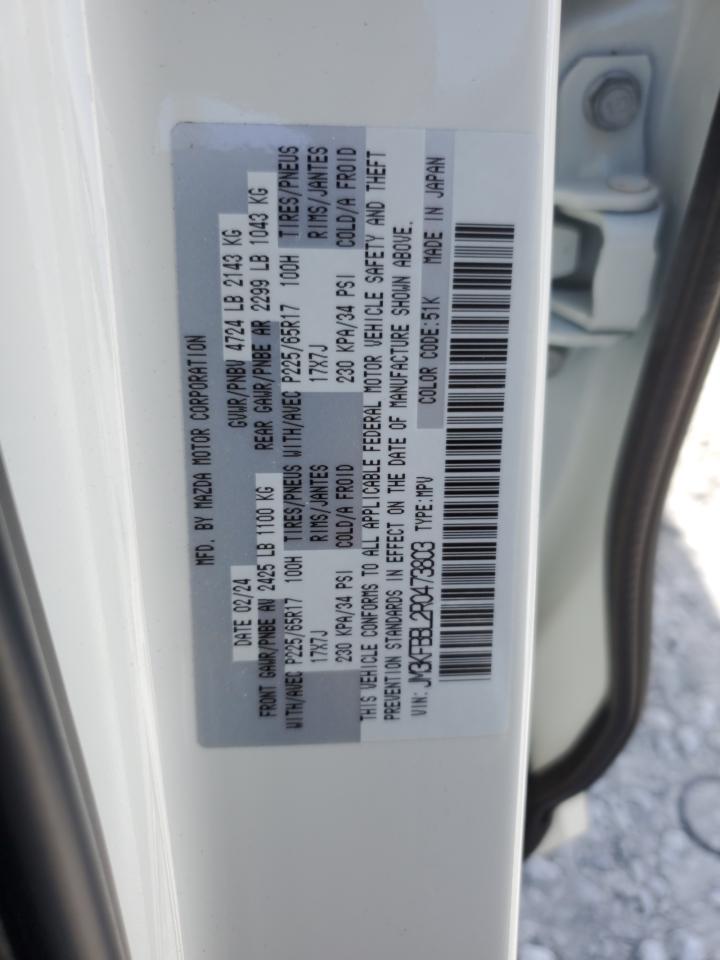 MFD. BY MAZDA MOTOR CORPORATION
DATE 02/24 GVWR/PNBV 4724 LB 2143 KG
FRONT GAWR/PNBE AV 2425 LB 1100 KG REAR GAWR/PNBE AR 2299 LB 1043 KG
WITH/AVEC P225/65R17 100H TIRES/PNEUS WITH/AVEC P225/65R17 100H TIRES/PNEUS
17X7J RIMS/JANTES 17X7J RIMS/JANTES
230 KPA/34 PSI COLD/A FROID 230 KPA/34 PSI COLD/A FROID
THIS VEHICLE CONFORMS TO ALL APPLICABLE FEDERAL MOTOR VEHICLE SAFETY AND THEFT
PREVENTION STANDARDS IN EFFECT ON THE DATE OF MANUFACTURE SHOWN ABOVE.
VIN: JM3KFBBL2R0473803 TYPE:MPV COLOR CODE:51K MADE IN JAPAN